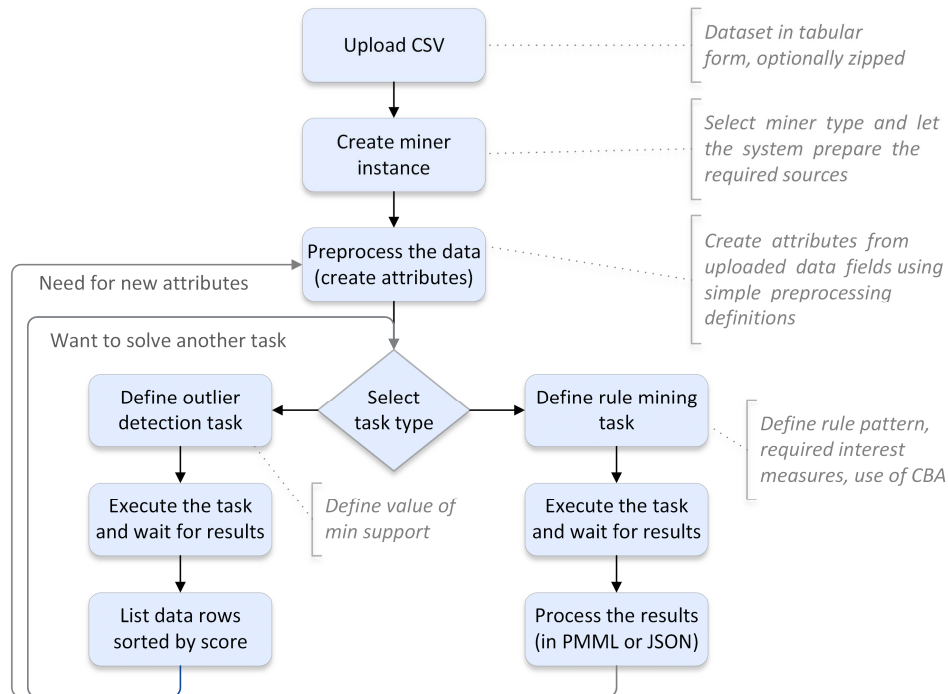 Upload CSV
Dataset in tabular
form, optionally zipped
Create miner
instance
Select miner type and let
the system prepare the
required sources
Preprocess the data
(create attributes)
Create attributes from
uploaded data fields using
simple preprocessing
definitions
Need for new attributes
Want to solve another task
Select
task type
Define outlier
detection task
Define rule mining
task
Define rule pattern,
required interest
measures, use of CBA
Execute the task
and wait for results
Define value of
min support
Execute the task
and wait for results
List data rows
sorted by score
Process the results
(in PMML or JSON)